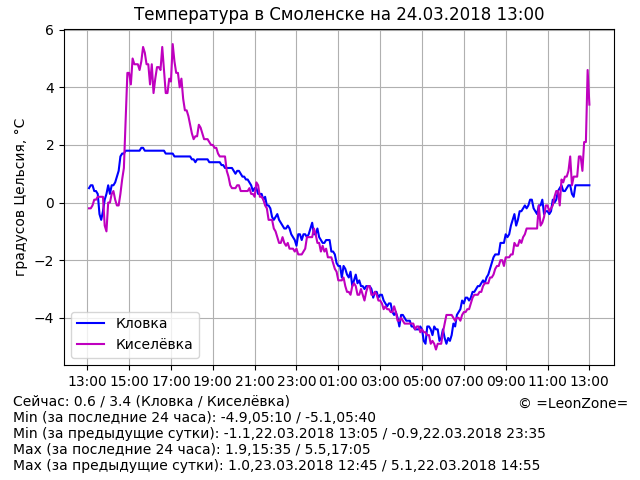 Температура в Смоленске на 24.03.2018 13:00
градусов Цельсия, °C
6
4
2
0
−2
−4
Кловка
Киселёвка
13:00 15:00 17:00 19:00 21:00 23:00 01:00 03:00 05:00 07:00 09:00 11:00 13:00
Сейчас: 0.6 / 3.4 (Кловка / Киселёвка)
© =LeonZone=
Min (за последние 24 часа): -4.9,05:10 / -5.1,05:40
Min (за предыдущие сутки): -1.1,22.03.2018 13:05 / -0.9,22.03.2018 23:35
Max (за последние 24 часа): 1.9,15:35 / 5.5,17:05
Max (за предыдущие сутки): 1.0,23.03.2018 12:45 / 5.1,22.03.2018 14:55